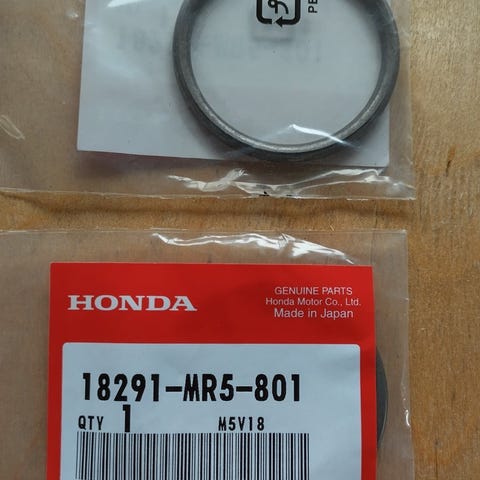 PE
HONDA
GENUINE PARTS
Honda Motor Co., Ltd.
Made in Japan
18291-MR5-801
QTY 1 M5V18